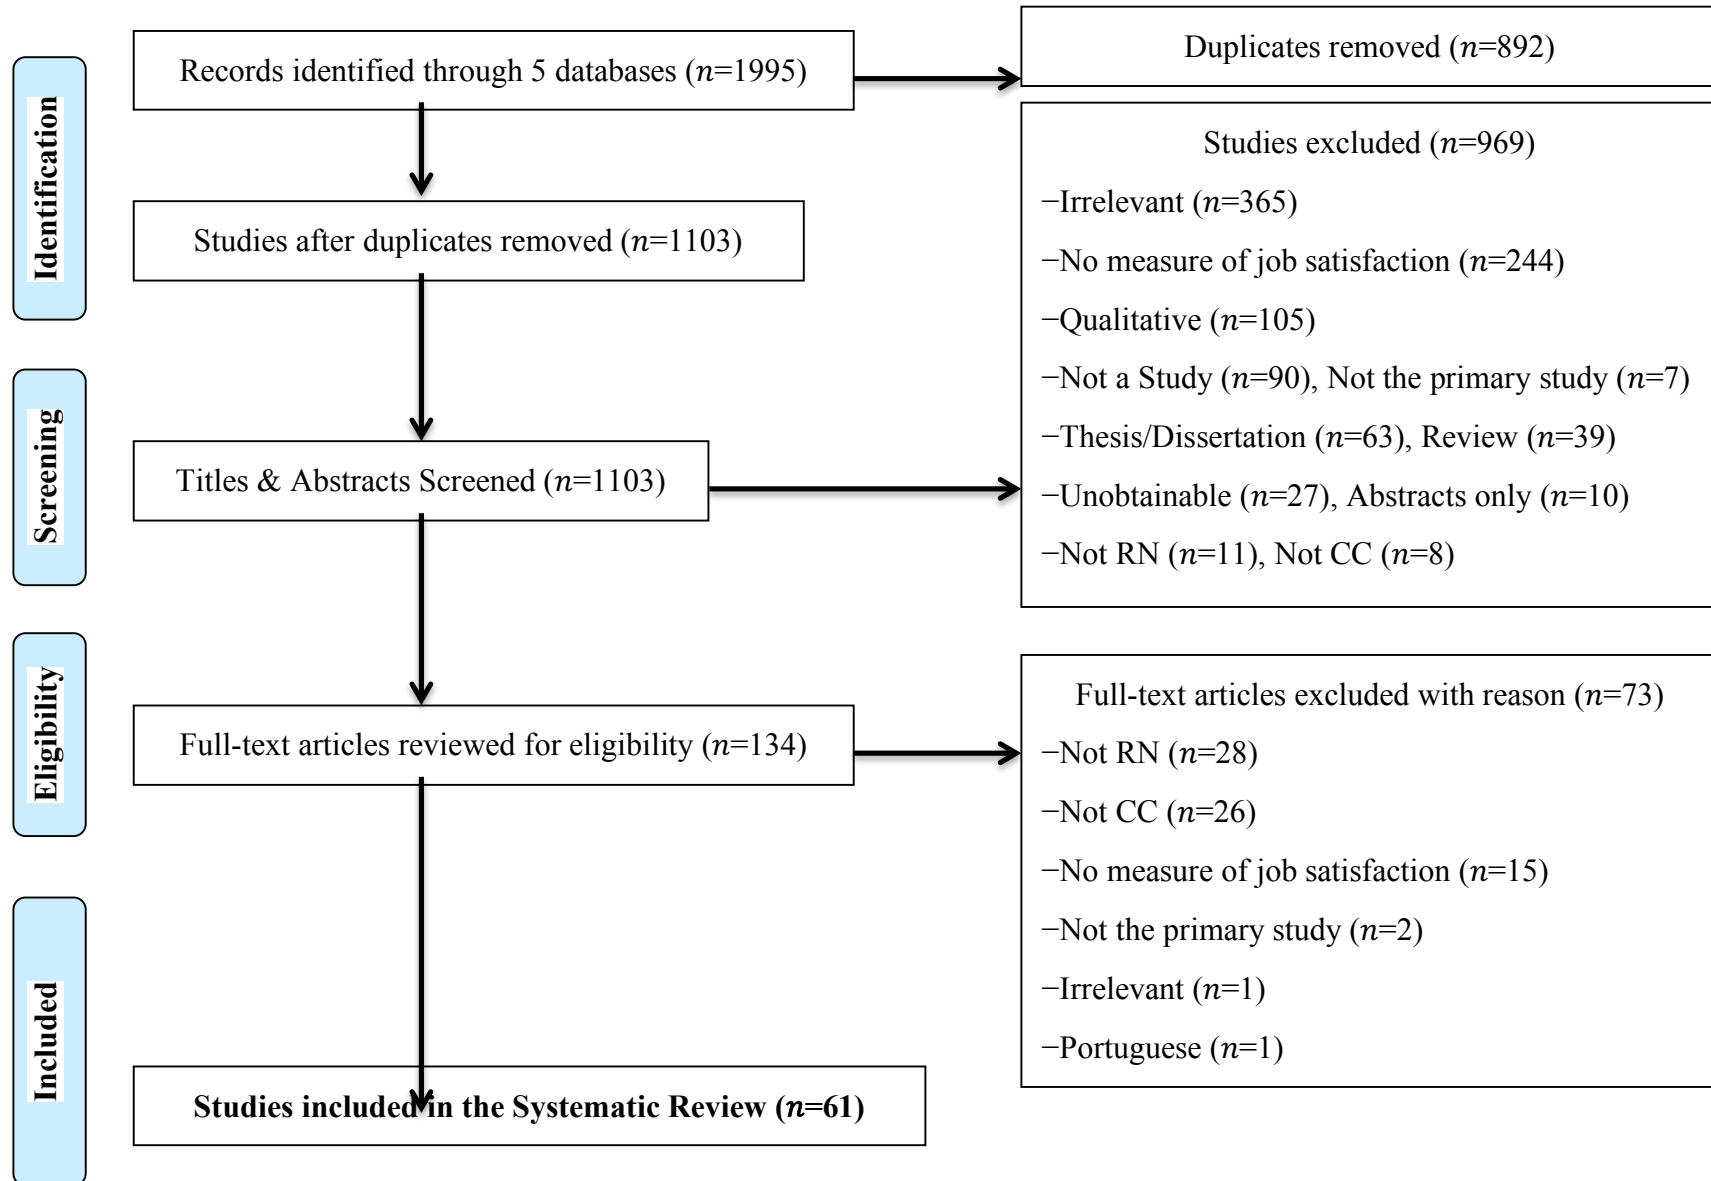 Identification
Records identified through 5 databases (n=1995)
Duplicates removed (n=892)
Studies after duplicates removed (n=1103)
Studies excluded (n=969)
−Irrelevant (n=365)
−No measure of job satisfaction (n=244)
−Qualitative (n=105)
−Not a Study (n=90), Not the primary study (n=7)
−Thesis/Dissertation (n=63), Review (n=39)
−Unobtainable (n=27), Abstracts only (n=10)
−Not RN (n=11), Not CC (n=8)
Screening
Titles & Abstracts Screened (n=1103)
Eligibility
Full-text articles reviewed for eligibility (n=134)
Full-text articles excluded with reason (n=73)
−Not RN (n=28)
−Not CC (n=26)
−No measure of job satisfaction (n=15)
−Not the primary study (n=2)
−Irrelevant (n=1)
−Portuguese (n=1)
Included
Studies included in the Systematic Review (n=61)